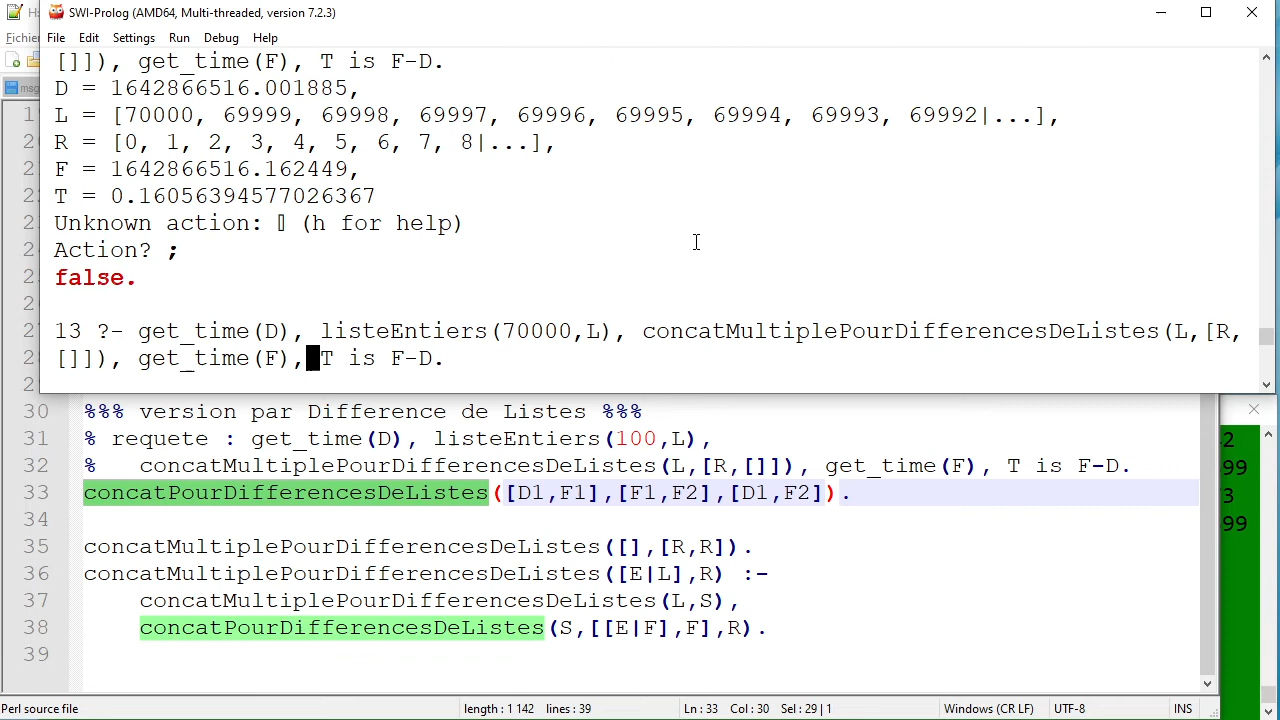 SWI-Prolog (AMD64, Multi-threaded, version 7.2.3)
File Edit Settings Run Debug Help
[]]), get_time(F), T is F-D.
D = 1642866516.001885,
L = [70000, 69999, 69998, 69997, 69996, 69995, 69994, 69993, 69992|...],
R = [0, 1, 2, 3, 4, 5, 6, 7, 8|...],
F = 1642866516.162449,
T = 0.16056394577026367
Unknown action: ▯ (h for help)
Action? ;
false.
13 ?- get_time(D), listeEntiers(70000,L), concatMultiplePourDifferencesDeListes(L,[R,
[]]), get_time(F), T is F-D.
30 %%% version par Difference de Listes %%%
31 % requete : get_time(D), listeEntiers(100,L),
32 % concatMultiplePourDifferencesDeListes(L,[R,[]]), get_time(F), T is F-D.
33 concatPourDifferencesDeListes([D1,F1],[F1,F2],[D1,F2]).
34
35 concatMultiplePourDifferencesDeListes([],[R,R]).
36 concatMultiplePourDifferencesDeListes([E|L],R) :-
37 concatMultiplePourDifferencesDeListes(L,S),
38 concatPourDifferencesDeListes(S,[[E|F],F],R).
39
Perl source file length : 1 142 lines : 39 Ln : 33 Col : 30 Sel : 29 | 1 Windows (CR LF) UTF-8 INS